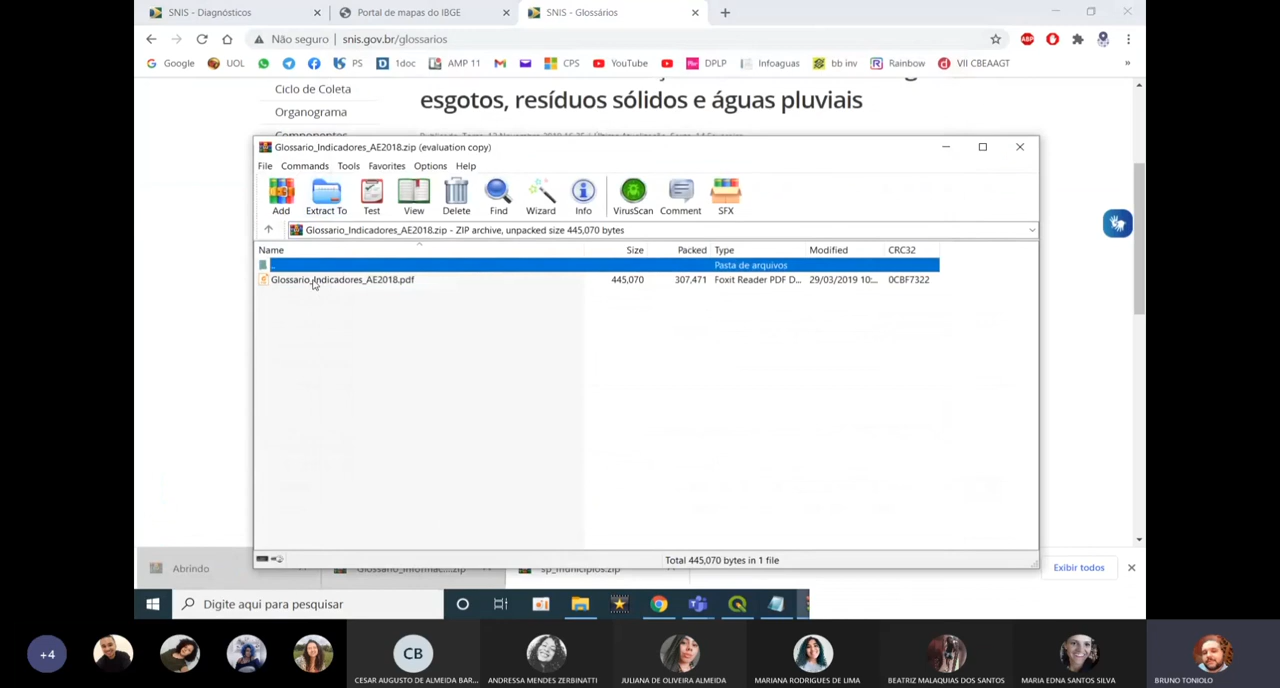 SNIS - Diagnósticos
Portal de mapas do IBGE
SNIS - Glossários
Não seguro | snis.gov.br/glossarios
Google UOL PS 1doc AMP 11 CPS YouTube DPLP Infoaguas bb inv Rainbow VII CBEAAGT »
Ciclo de Coleta
Organograma
esgotos, resíduos sólidos e águas pluviais
Glossario_Indicadores_AE2018.zip (evaluation copy)
File Commands Tools Favorites Options Help
Add Extract To Test View Delete Find Wizard Info VirusScan Comment SFX
Glossario_Indicadores_AE2018.zip - ZIP archive, unpacked size 445,070 bytes
Name Size Packed Type Modified CRC32
.. Pasta de arquivos
Glossario_Indicadores_AE2018.pdf 445,070 307,471 Foxit Reader PDF D... 29/03/2019 10:... 0CBF7322
Total 445,070 bytes in 1 file
Abrindo
sp_municipios.zip
Exibir todos
Digite aqui para pesquisar
+4
CB
CESAR AUGUSTO DE ALMEIDA BAR...
ANDRESSA MENDES ZERBINATTI
JULIANA DE OLIVEIRA ALMEIDA
MARIANA RODRIGUES DE LIMA
BEATRIZ MALAQUIAS DOS SANTOS
MARIA EDNA SANTOS SILVA
BRUNO TONIOLO